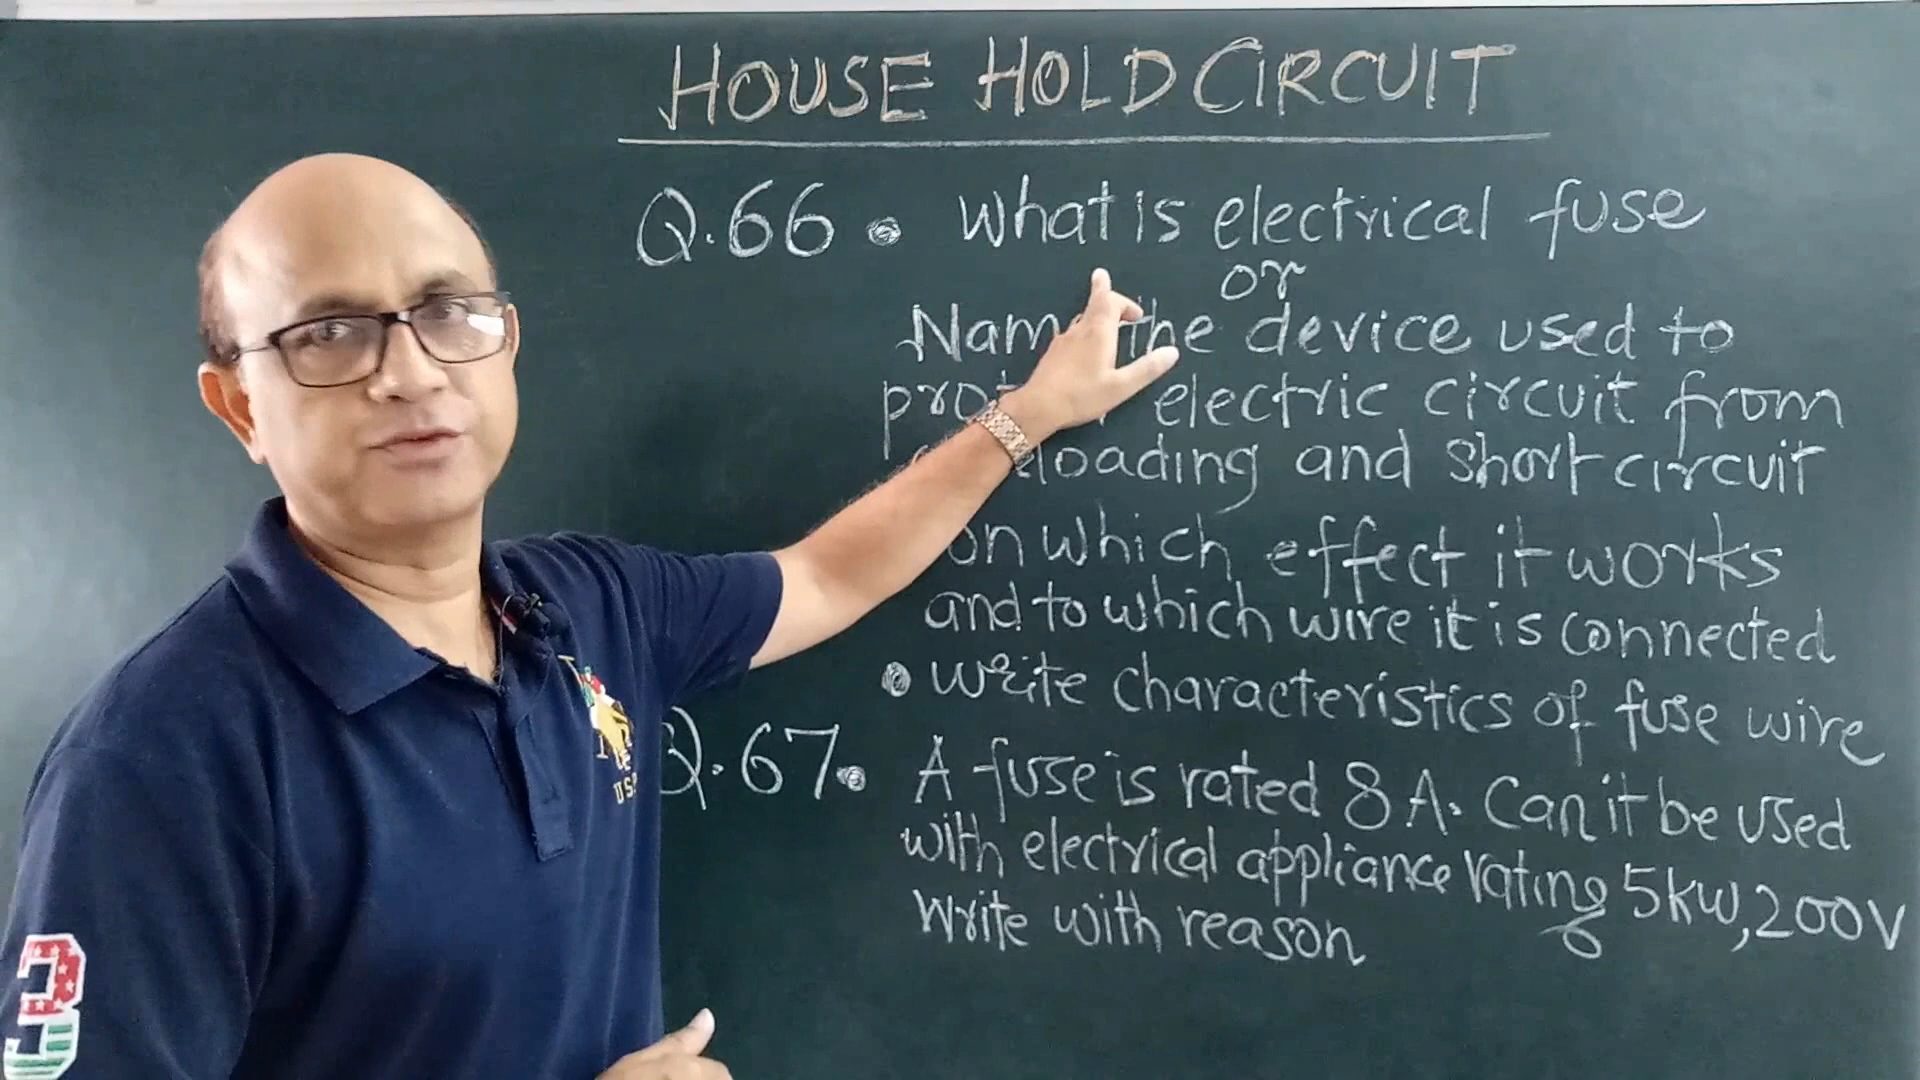 HOUSE HOLD CIRCUIT
Q.66 • What is electrical fuse
or
the device used to
electric circuit from
loading and short circuit
on which effect it works
and to which wire it is connected
• Write characteristics of fuse wire
Q.67 • A fuse is rated 8 A. Can it be used
with electrical appliance rating 5kw, 200V
Write with reason
3